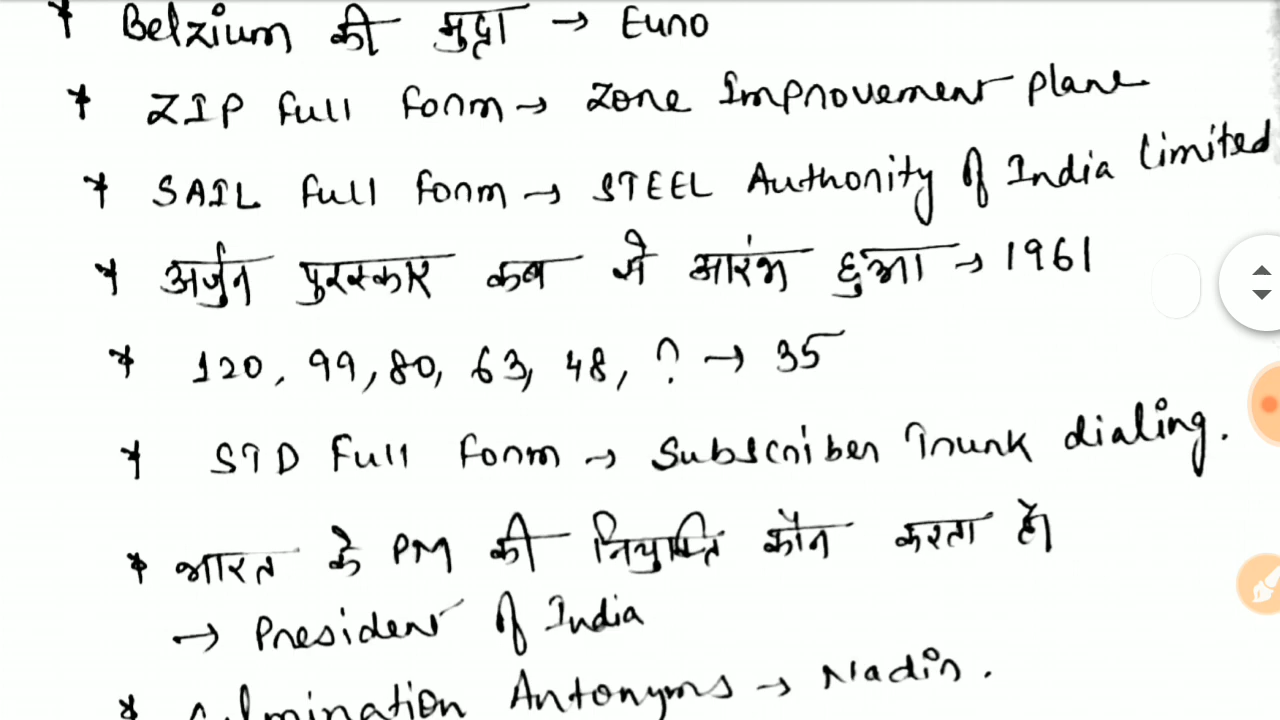 * Belzium की मुद्रा → Euro
* ZIP full form → Zone Improvement plane
* SAIL full form → STEEL Authority of India Limited
* अर्जुन पुरस्कार कब से आरंभ हुआ → 1961
* 120, 99, 80, 63, 48, ? → 35
* STD full form → Subscriber Trunk dialing.
* भारत के PM की नियुक्ति कौन करता है।
→ President of India
* Culmination Antonyms → Nadir.